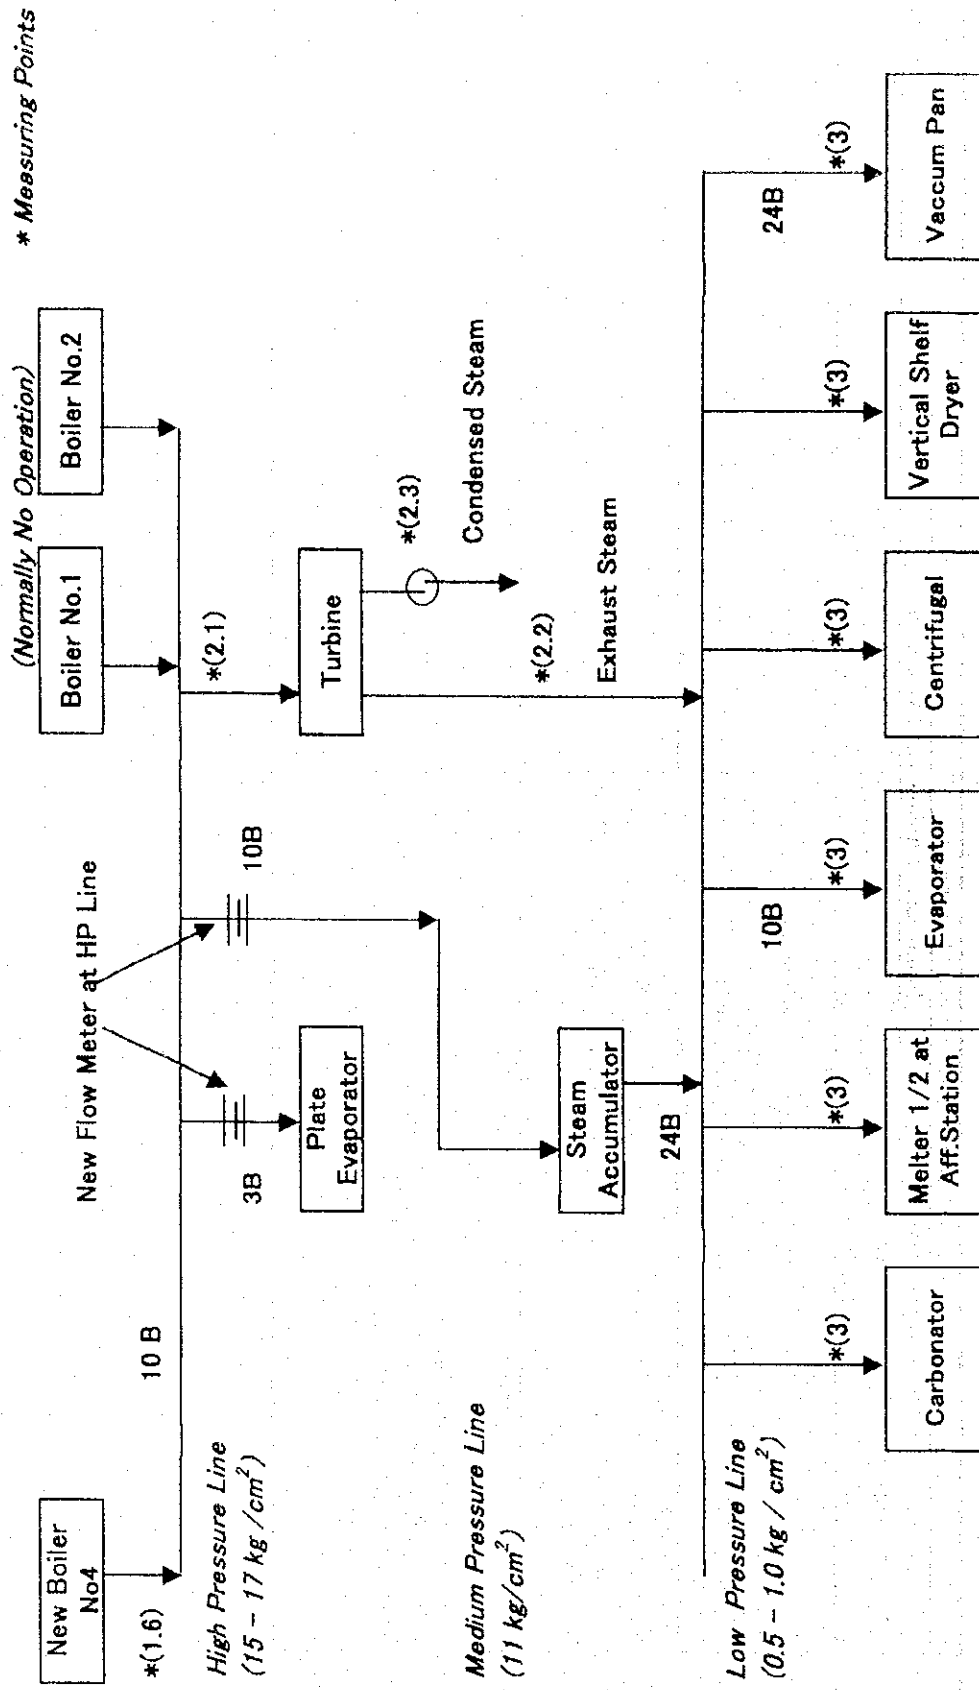 * Measuring Points
(Normally No Operation)
New Boiler
No4
Boiler No.1
Boiler No.2
*(1.6)
10 B
New Flow Meter at HP Line
*(2.1)
High Pressure Line
(15 – 17 kg /cm²)
3B
10B
Plate
Evaporator
Turbine
*(2.3)
Condensed Steam
Medium Pressure Line
(11 kg/cm²)
*(2.2)
Exhaust Steam
Steam
Accumulator
24B
Low Pressure Line
(0.5 – 1.0 kg / cm²)
10B
24B
*(3)
*(3)
*(3)
*(3)
*(3)
*(3)
Carbonator
Melter 1/2 at
Aff.Station
Evaporator
Centrifugal
Vertical Shelf
Dryer
Vaccum Pan